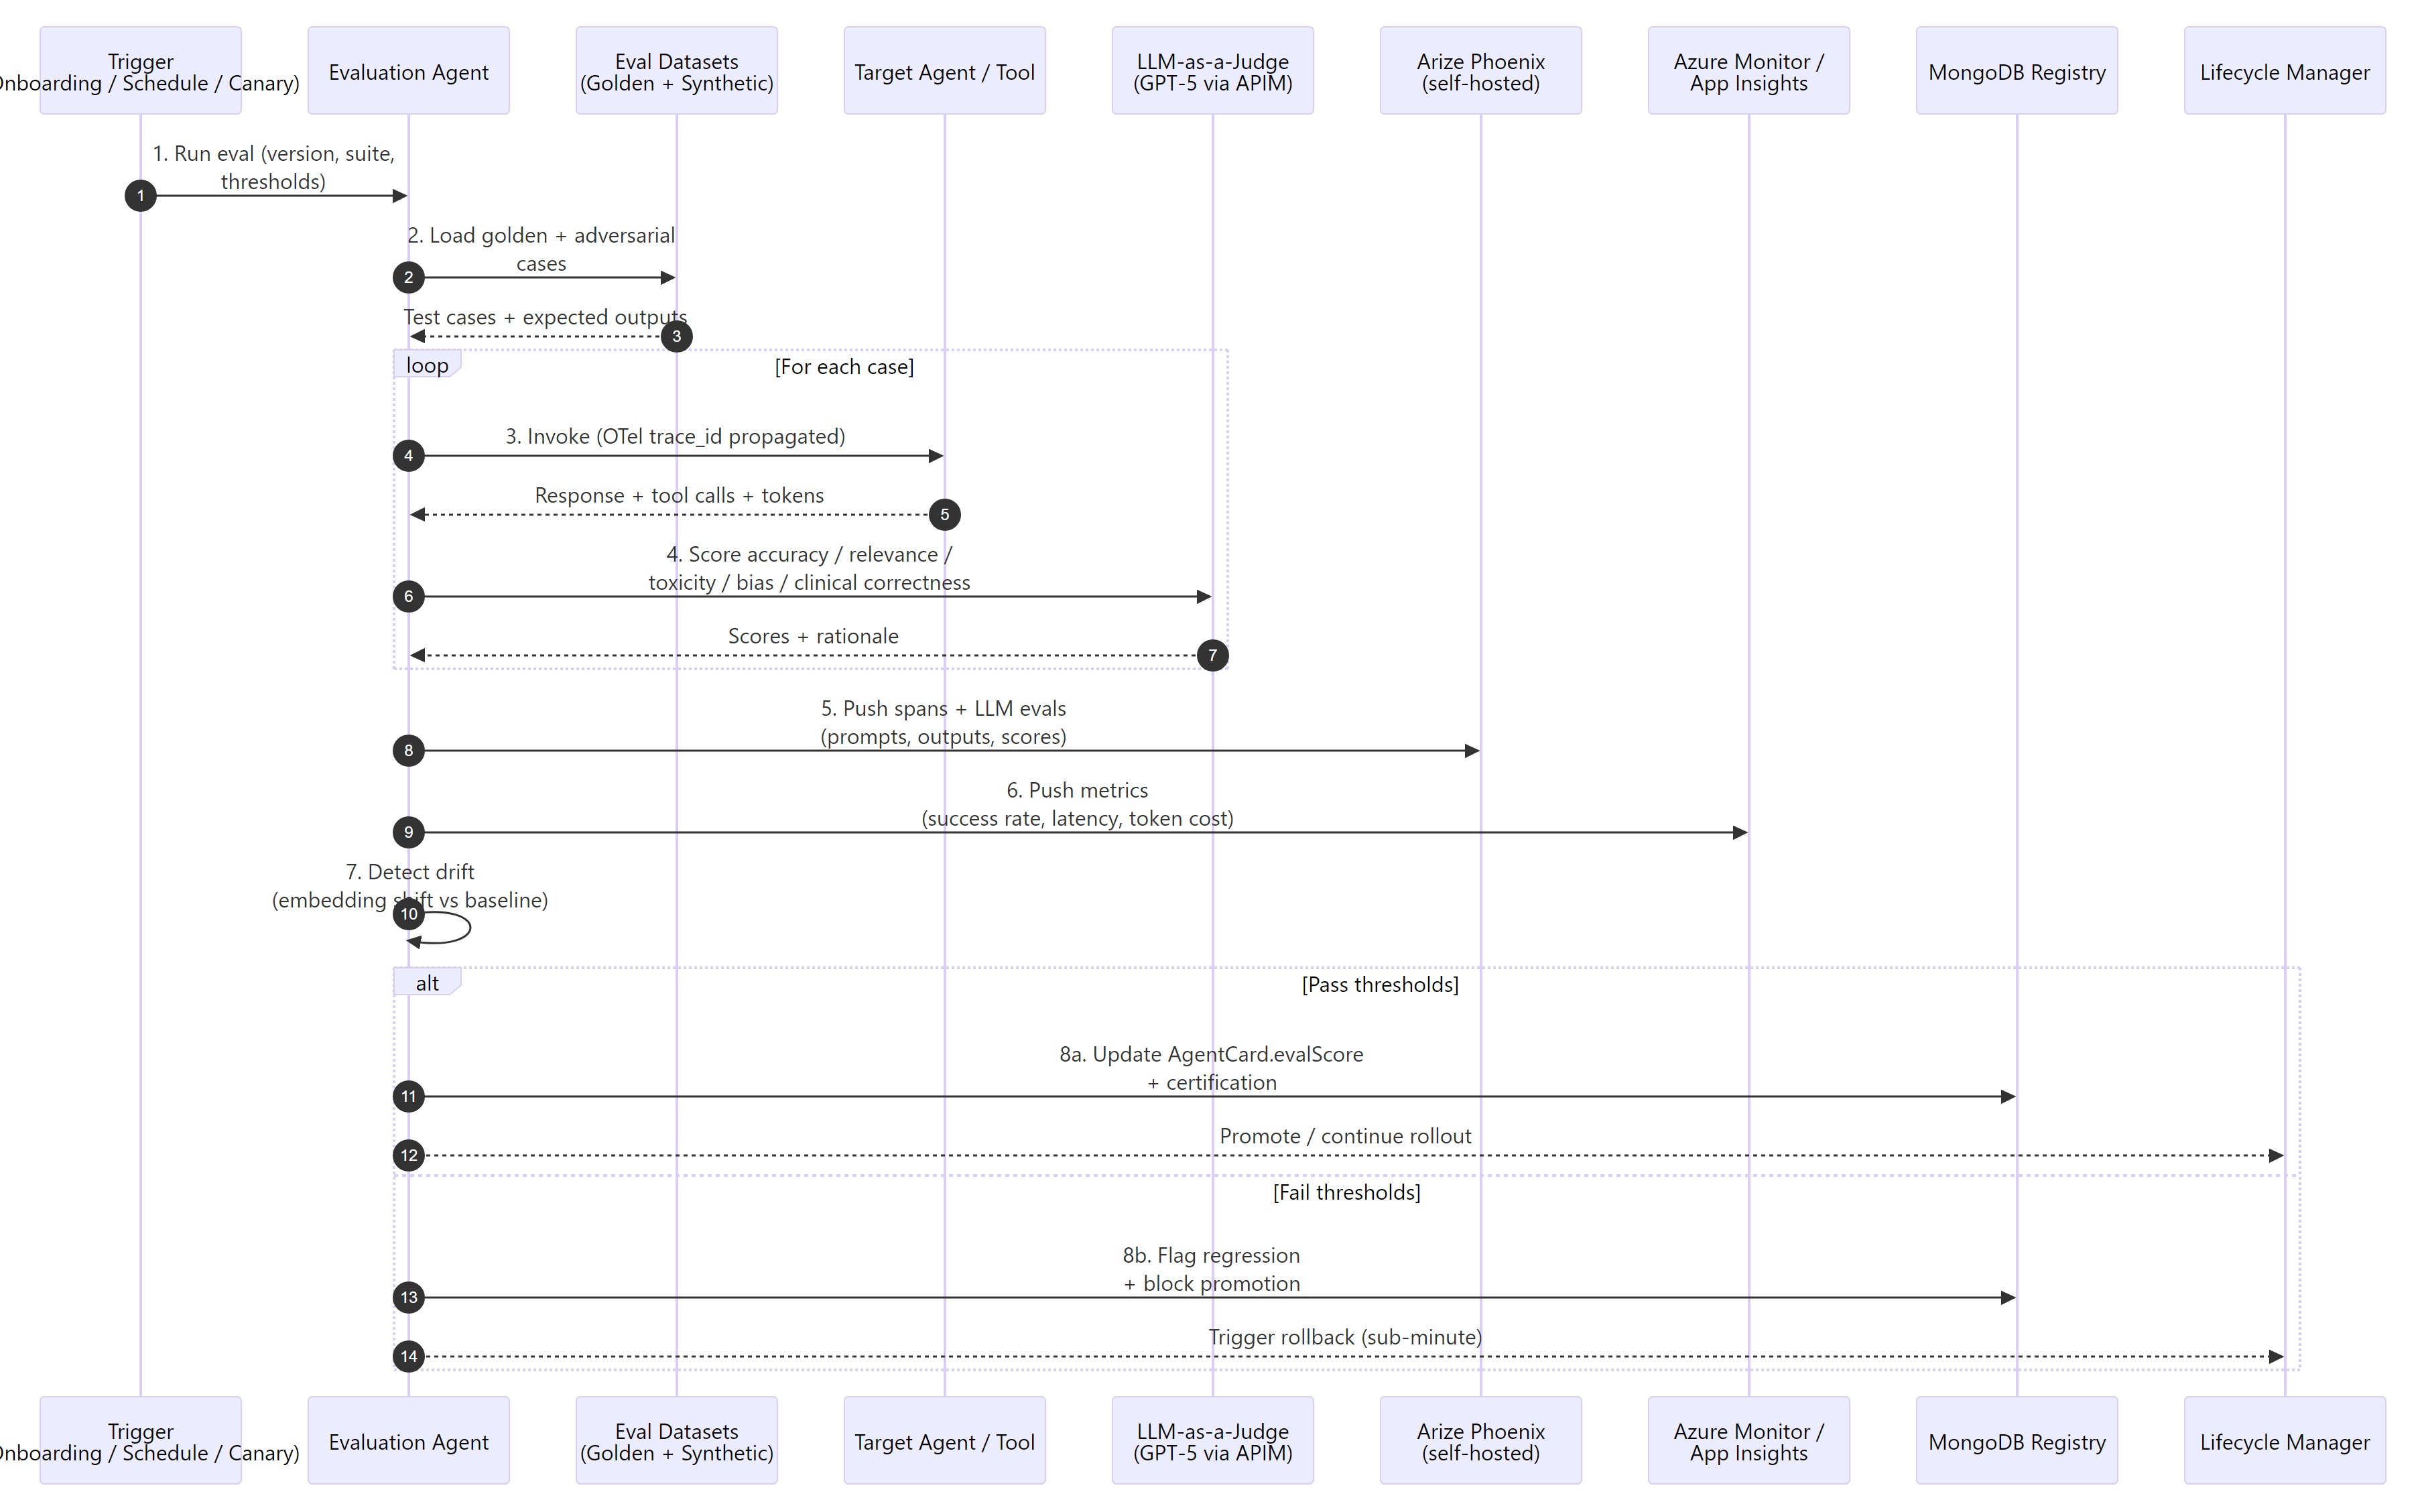 Trigger
Onboarding / Schedule / Canary)
Evaluation Agent
Eval Datasets
(Golden + Synthetic)
Target Agent / Tool
LLM-as-a-Judge
(GPT-5 via APIM)
Arize Phoenix
(self-hosted)
Azure Monitor /
App Insights
MongoDB Registry
Lifecycle Manager
1. Run eval (version, suite,
thresholds)
1
2. Load golden + adversarial
cases
2
Test cases + expected outputs
3
loop
[For each case]
3. Invoke (OTel trace_id propagated)
4
Response + tool calls + tokens
5
4. Score accuracy / relevance /
toxicity / bias / clinical correctness
6
Scores + rationale
7
5. Push spans + LLM evals
(prompts, outputs, scores)
8
6. Push metrics
(success rate, latency, token cost)
9
7. Detect drift
(embedding shift vs baseline)
10
alt
[Pass thresholds]
8a. Update AgentCard.evalScore
+ certification
11
Promote / continue rollout
12
[Fail thresholds]
8b. Flag regression
+ block promotion
13
Trigger rollback (sub-minute)
14
Trigger
Onboarding / Schedule / Canary)
Evaluation Agent
Eval Datasets
(Golden + Synthetic)
Target Agent / Tool
LLM-as-a-Judge
(GPT-5 via APIM)
Arize Phoenix
(self-hosted)
Azure Monitor /
App Insights
MongoDB Registry
Lifecycle Manager